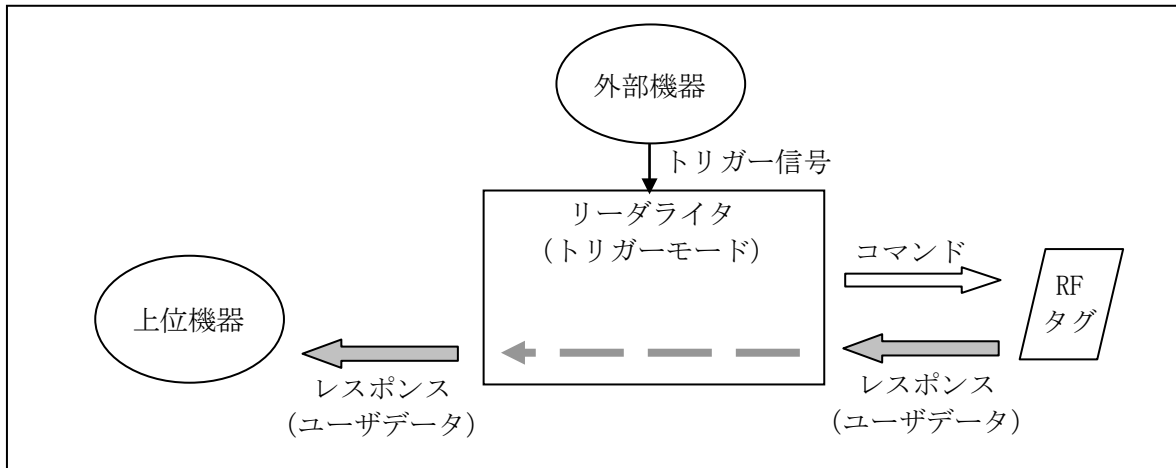 外部機器
トリガー信号
リーダライタ
(トリガーモード)
コマンド
RF
タグ
上位機器
レスポンス
(ユーザデータ)
レスポンス
(ユーザデータ)